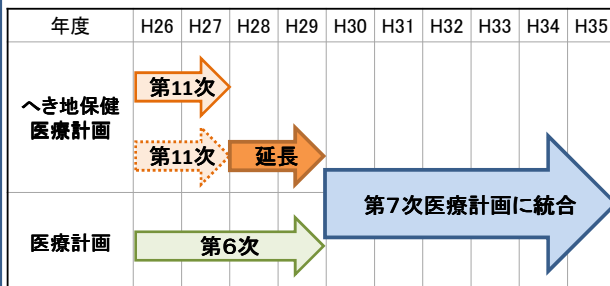 年度 H26 H27 H28 H29 H30 H31 H32 H33 H34 H35
へき地保健
医療計画
第11次
第11次
延長
第7次医療計画に統合
医療計画
第6次